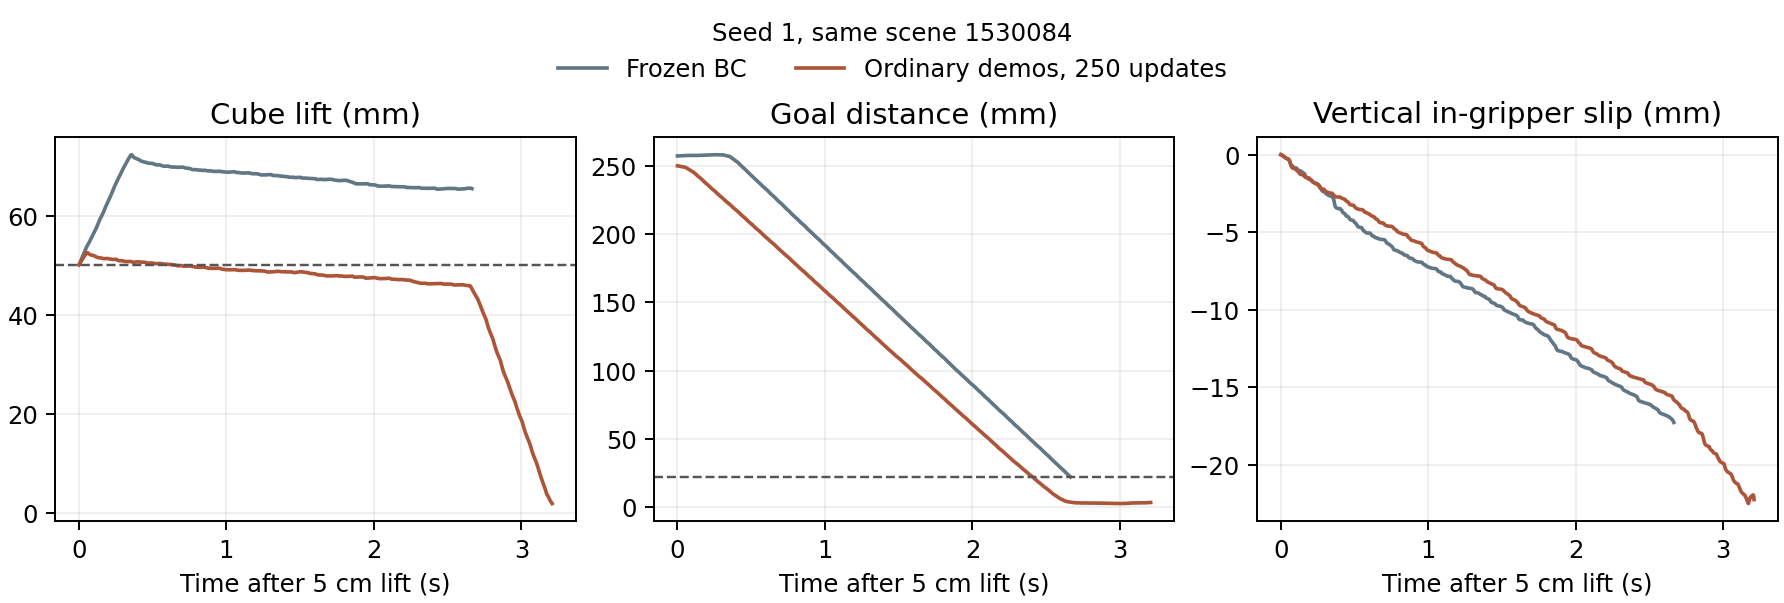 Seed 1, same scene 1530084
Frozen BC
Ordinary demos, 250 updates
Cube lift (mm)
60
40
20
0
0 1 2 3
Time after 5 cm lift (s)
Goal distance (mm)
250
200
150
100
50
0
0 1 2 3
Time after 5 cm lift (s)
Vertical in-gripper slip (mm)
0
−5
−10
−15
−20
0 1 2 3
Time after 5 cm lift (s)